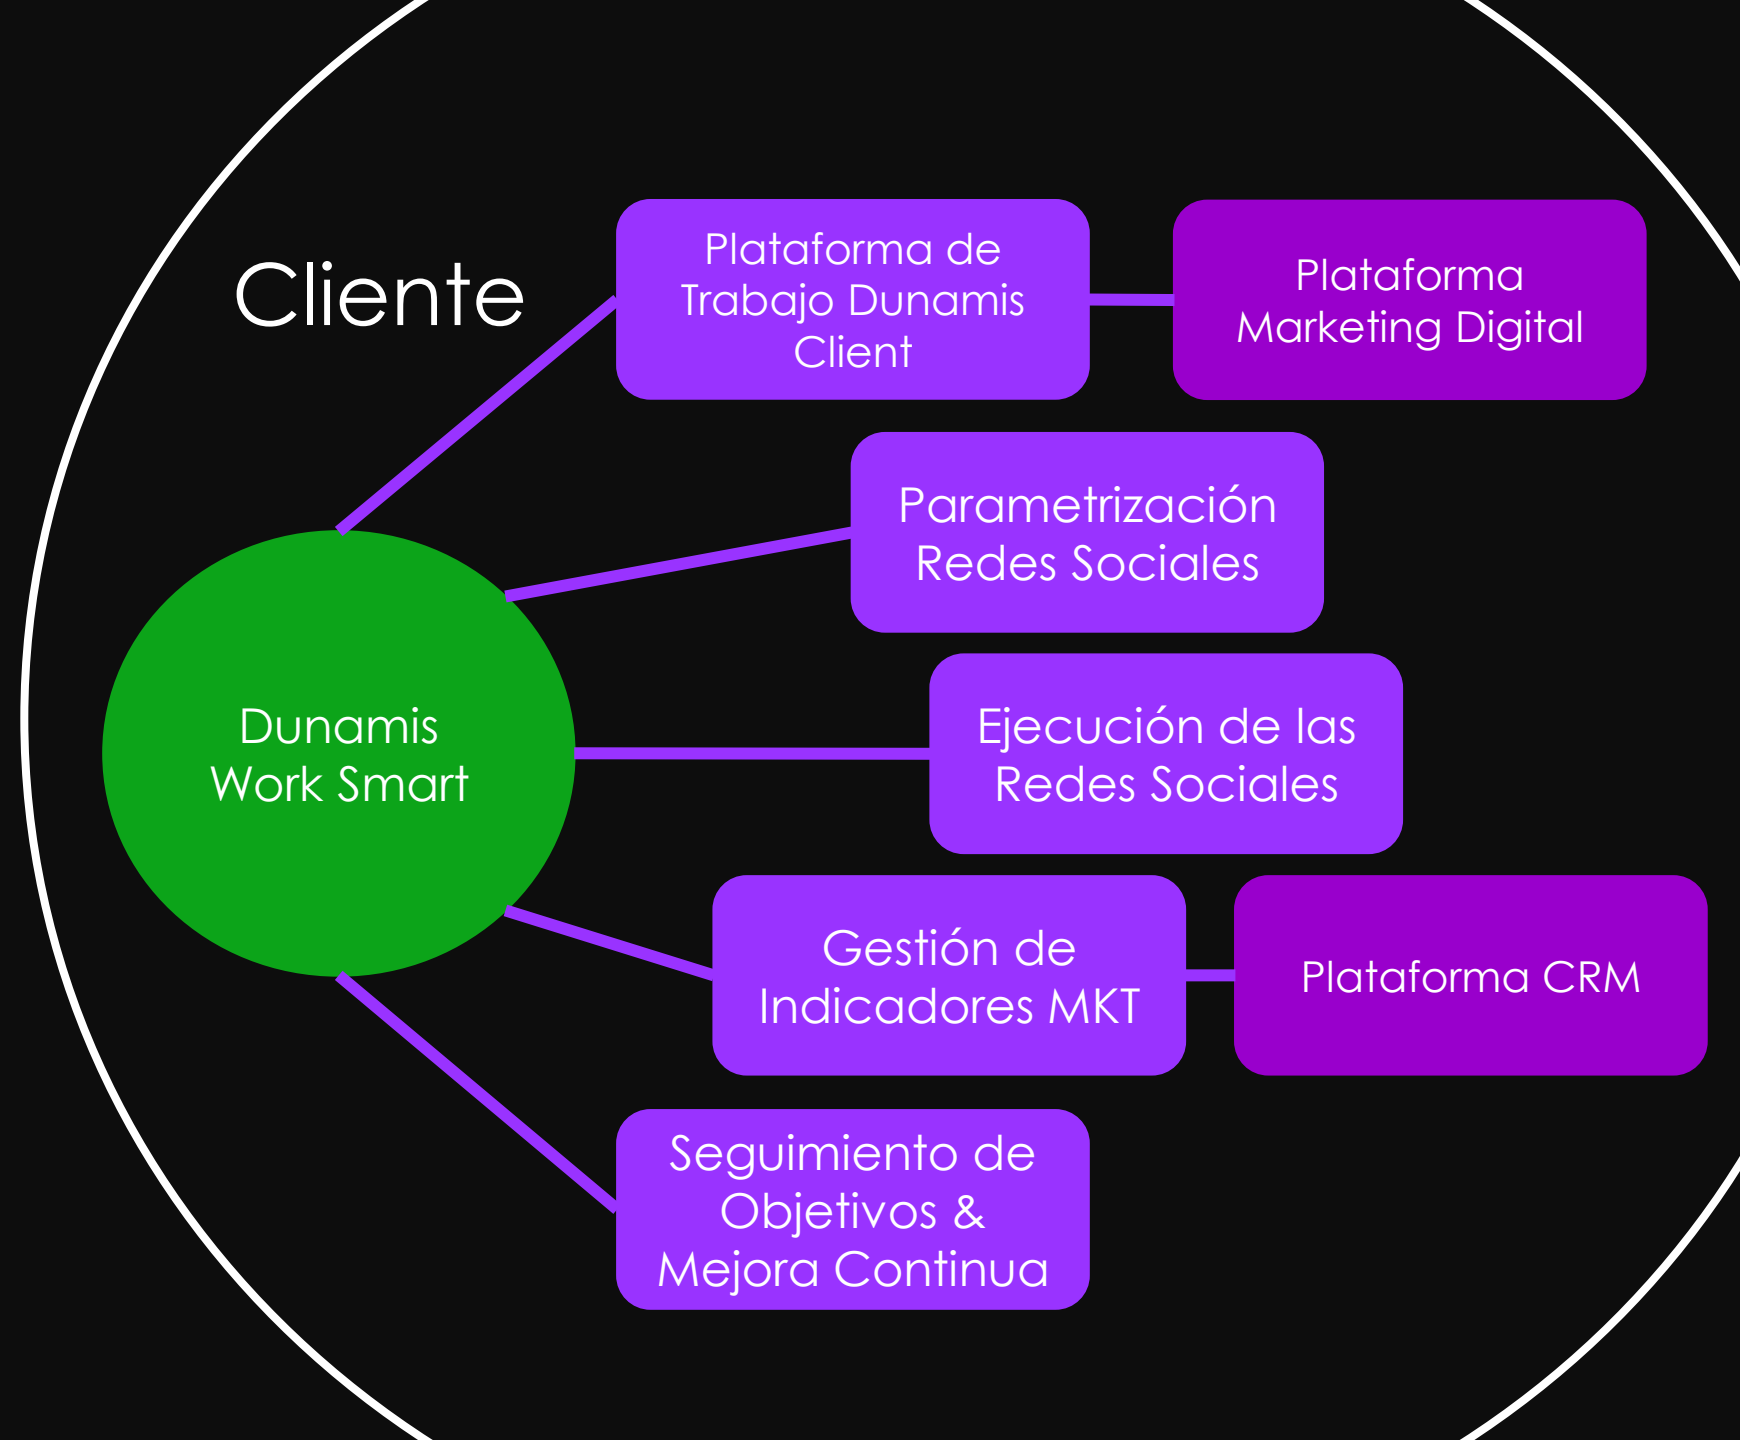 Cliente
Plataforma de
Trabajo Dunamis
Client
Plataforma
Marketing Digital
Parametrización
Redes Sociales
Dunamis
Work Smart
Ejecución de las
Redes Sociales
Gestión de
Indicadores MKT
Plataforma CRM
Seguimiento de
Objetivos &
Mejora Continua